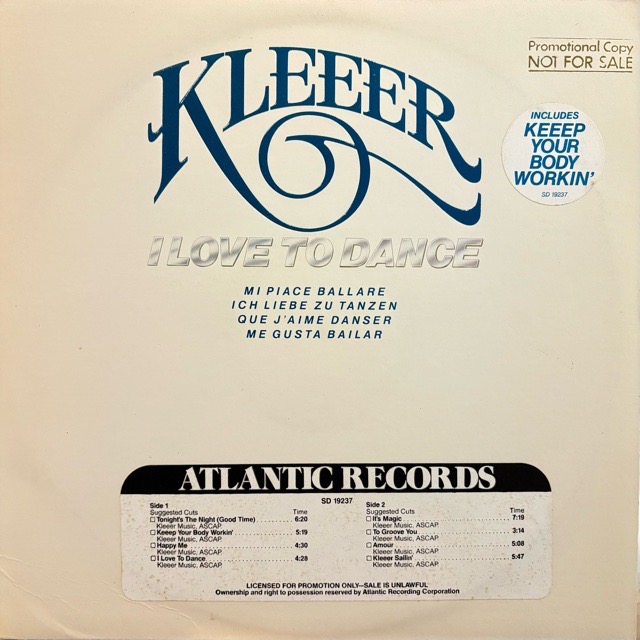 KLEEER
Promotional Copy
NOT FOR SALE
INCLUDES
KEEEP
YOUR
BODY
WORKIN'
SD 19237
I LOVE TO DANCE
MI PIACE BALLARE
ICH LIEBE ZU TANZEN
QUE J'AIME DANSER
ME GUSTA BAILAR
ATLANTIC RECORDS
SD 19237
Side 1
Suggested Cuts Time
Tonight's The Night (Good Time) 6:20
Kleeer Music, ASCAP.
Keeep Your Body Workin' 5:19
Kleeer Music, ASCAP.
Happy Me 4:30
Kleeer Music, ASCAP.
I Love To Dance 4:28
Kleeer Music, ASCAP.
Side 2
Suggested Cuts Time
It's Magic 7:19
Kleeer Music, ASCAP.
To Groove You 3:14
Kleeer Music, ASCAP.
Amour 5:08
Kleeer Music, ASCAP.
Kleeer Sailin' 5:47
Kleeer Music, ASCAP.
LICENSED FOR PROMOTION ONLY—SALE IS UNLAWFUL
Ownership and right to possession reserved by Atlantic Recording Corporation